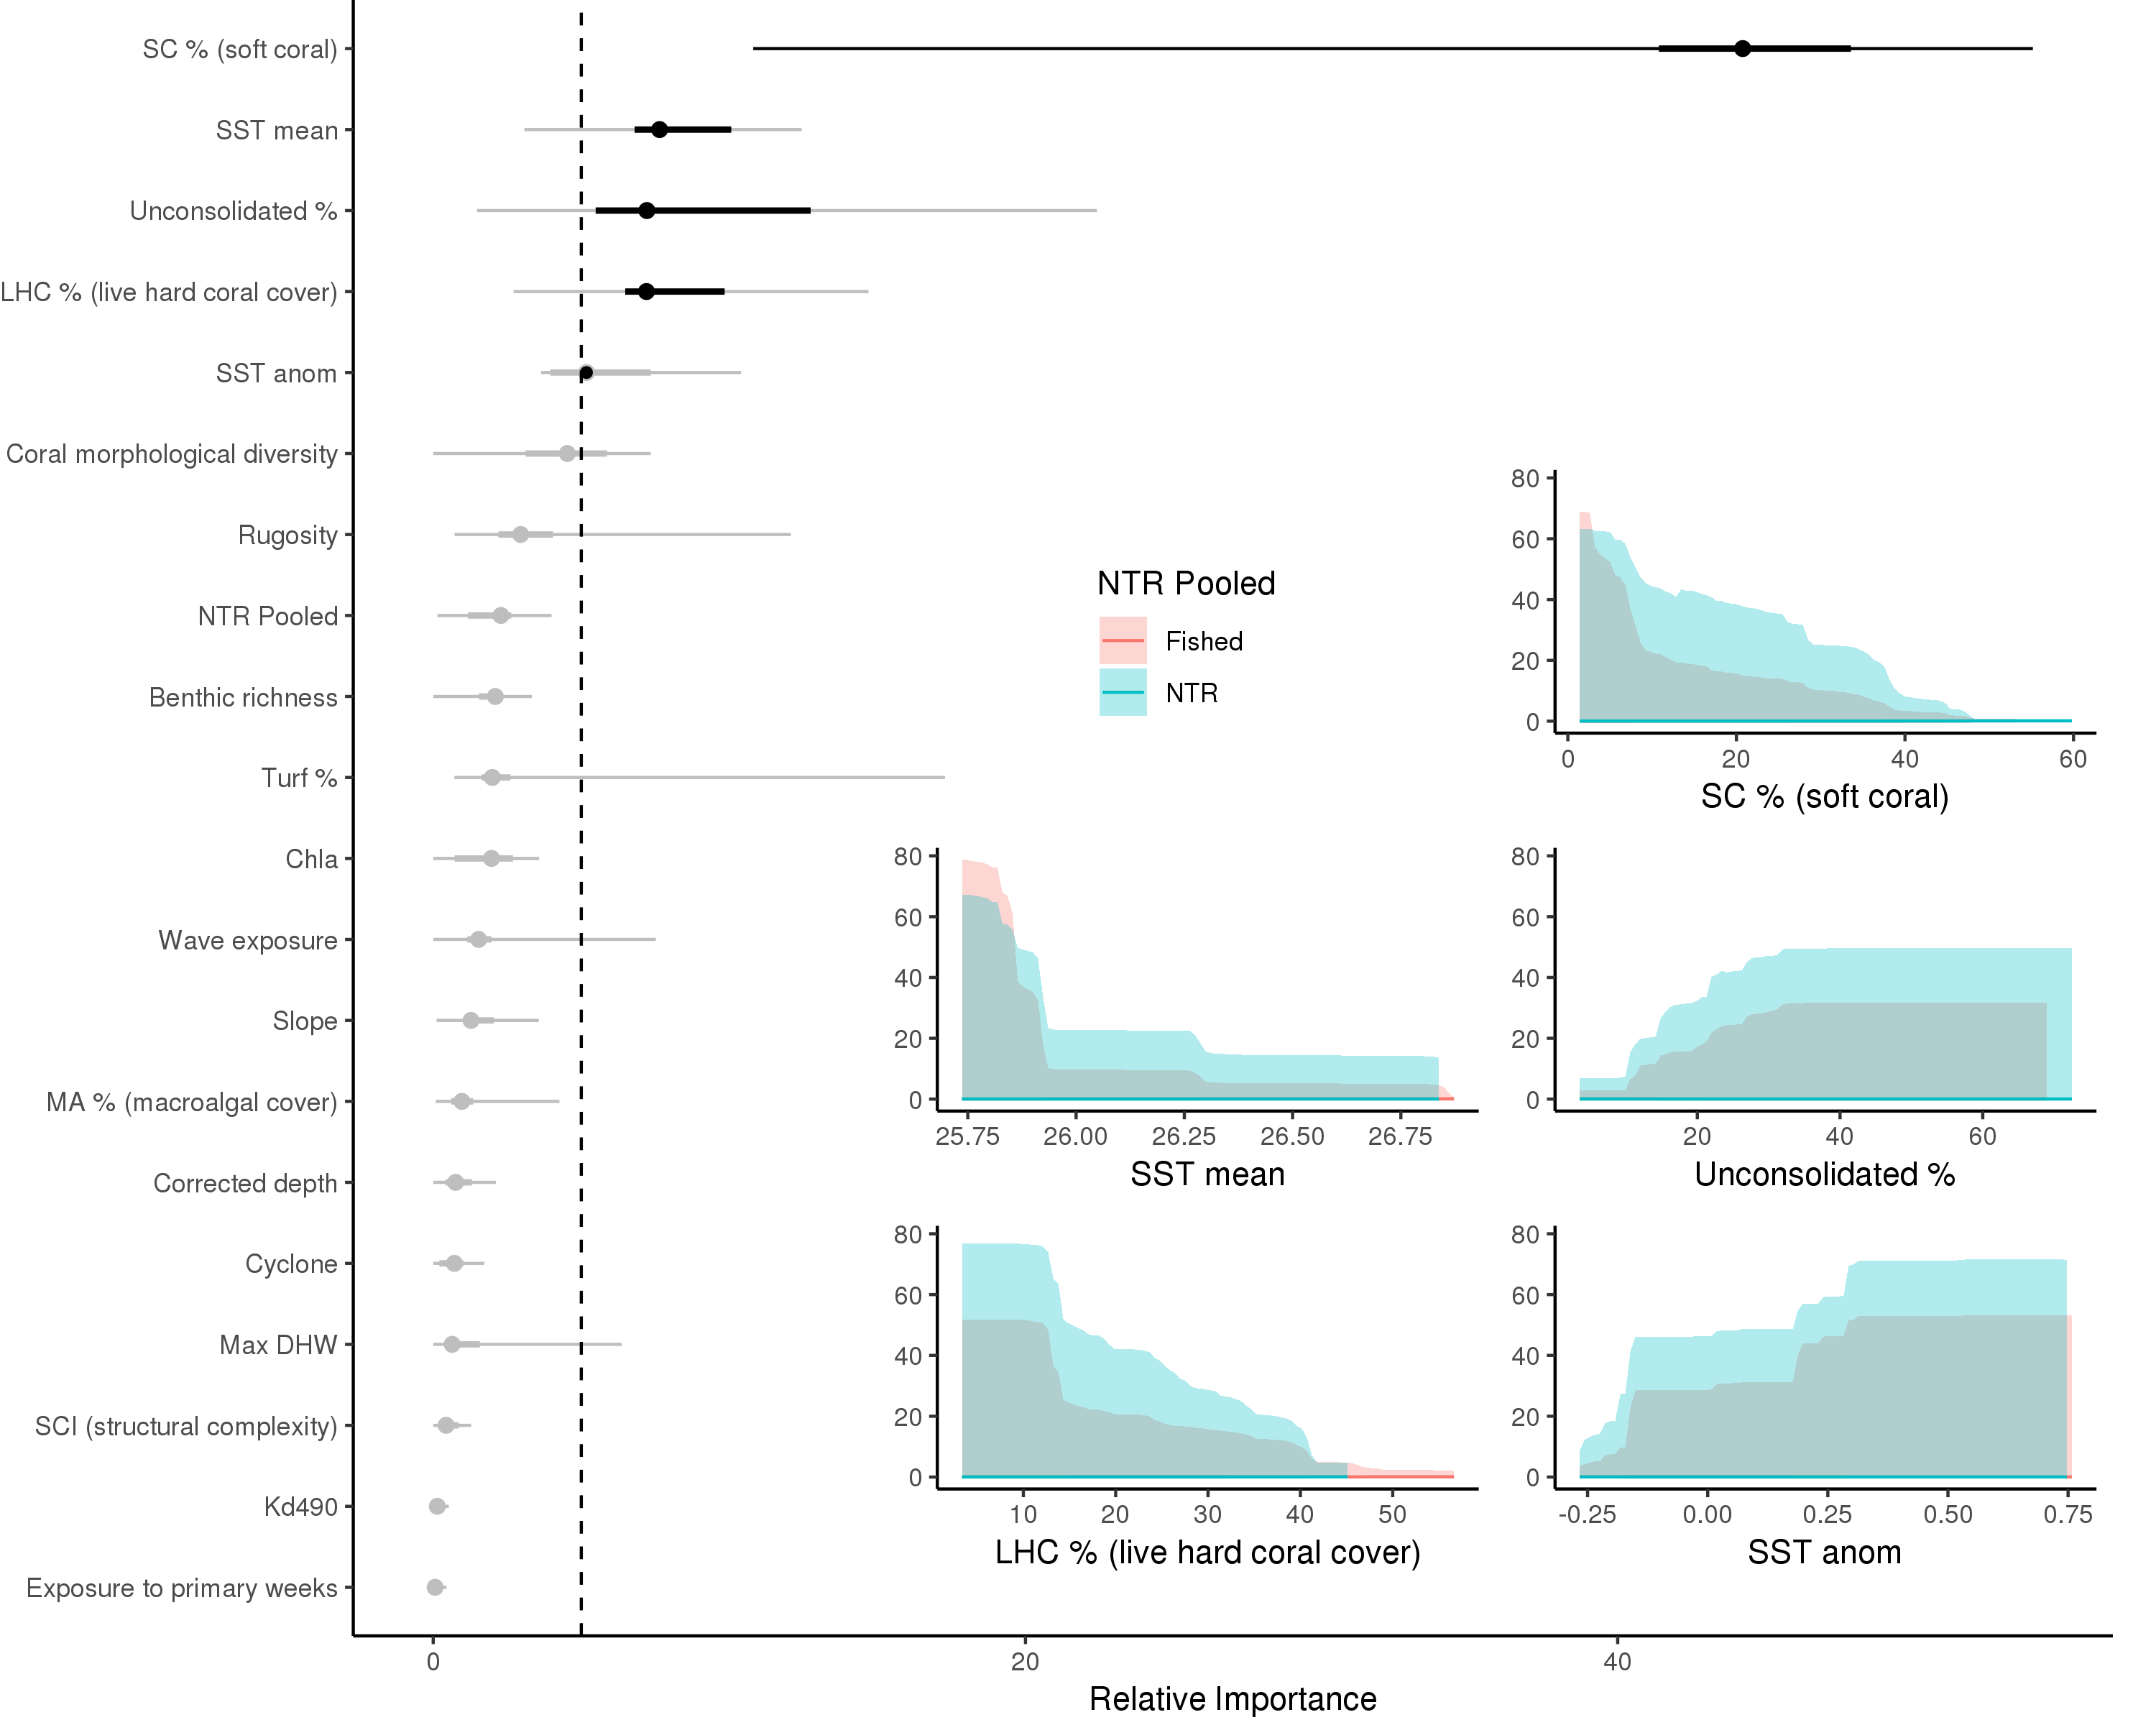 SC % (soft coral)
SST mean
Unconsolidated %
LHC % (live hard coral cover)
SST anom
Coral morphological diversity
Rugosity
NTR Pooled
Benthic richness
Turf %
Chla
Wave exposure
Slope
MA % (macroalgal cover)
Corrected depth
Cyclone
Max DHW
SCI (structural complexity)
Kd490
Exposure to primary weeks
0 20 40
Relative Importance
NTR Pooled
Fished
NTR
80
60
40
20
0
0 20 40 60
SC % (soft coral)
80
60
40
20
0
25.75 26.00 26.25 26.50 26.75
SST mean
80
60
40
20
0
20 40 60
Unconsolidated %
80
60
40
20
0
10 20 30 40 50
LHC % (live hard coral cover)
80
60
40
20
0
-0.25 0.00 0.25 0.50 0.75
SST anom